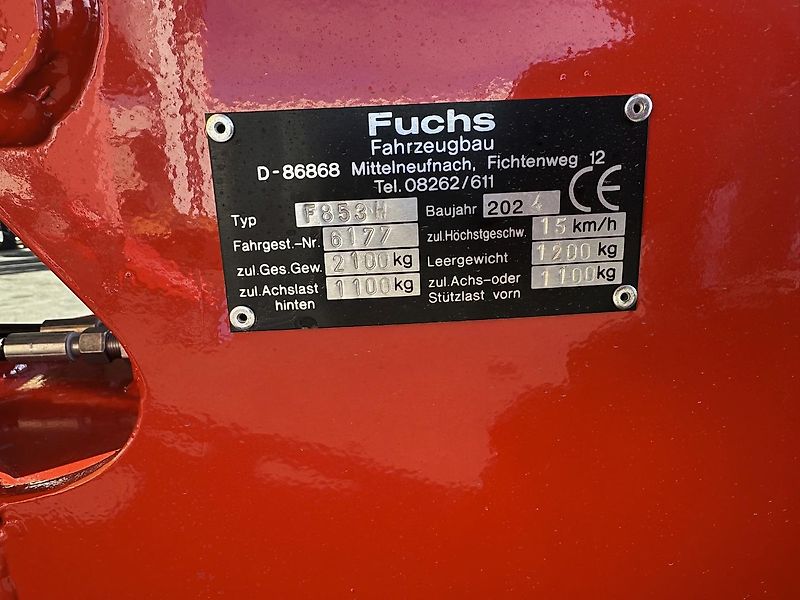 Fuchs
Fahrzeugbau
D-86868 Mittelneufnach, Fichtenweg 12
Tel. 08262/611
CE
Typ F853H Baujahr 2024
Fahrgest.-Nr. 6177 zul.Höchstgeschw. 15 km/h
zul.Ges.Gew. 2100 kg Leergewicht 1200 kg
zul.Achslast hinten 1100 kg zul.Achs-oder Stützlast vorn 1100 kg